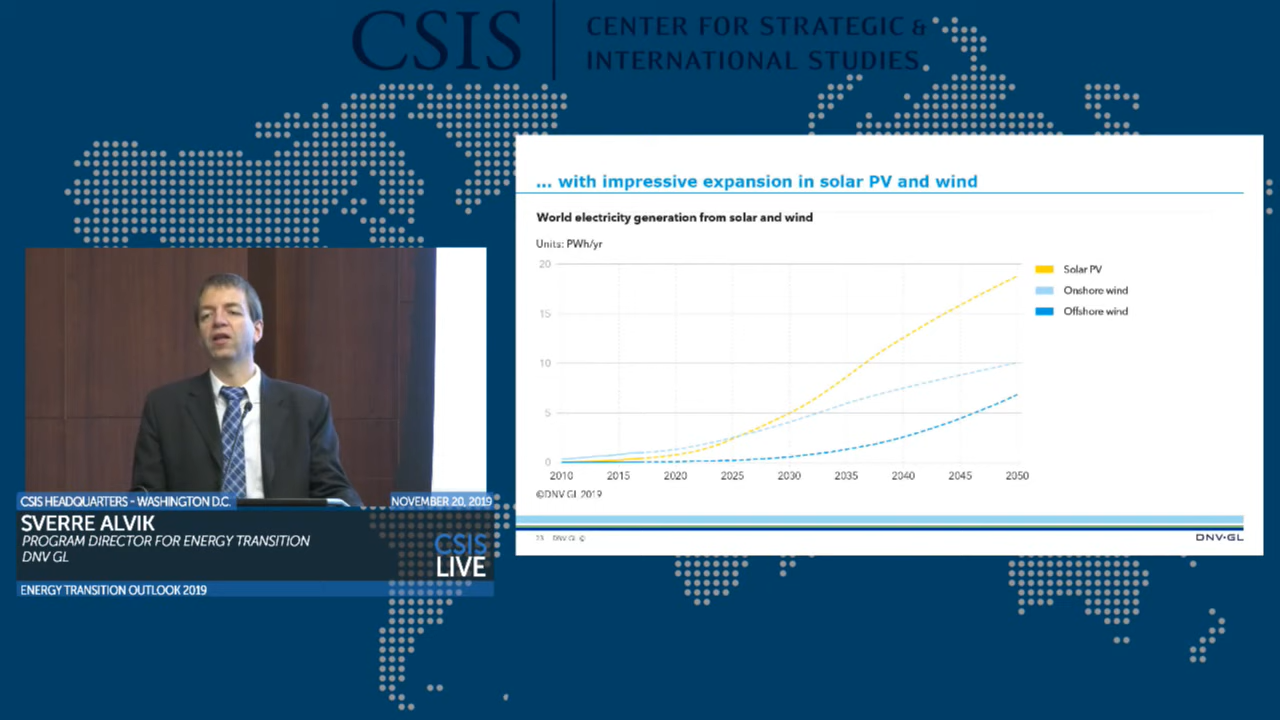 CSIS
CENTER FOR STRATEGIC &
INTERNATIONAL STUDIES
... with impressive expansion in solar PV and wind
World electricity generation from solar and wind
Units: PWh/yr
20
15
10
5
0
2010 2015 2020 2025 2030 2035 2040 2045 2050
Solar PV
Onshore wind
Offshore wind
©DNV GL 2019
DNV GL ©
DNV·GL
CSIS HEADQUARTERS - WASHINGTON D.C.
NOVEMBER 20, 2019
SVERRE ALVIK
PROGRAM DIRECTOR FOR ENERGY TRANSITION
DNV GL
CSIS
LIVE
ENERGY TRANSITION OUTLOOK 2019